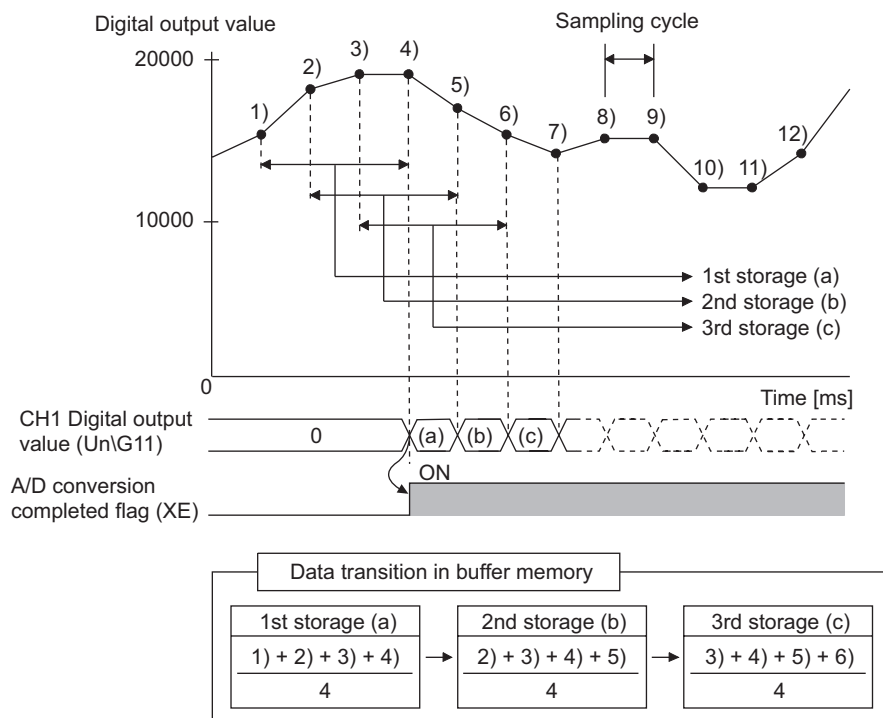 Digital output value
Sampling cycle
20000
3)
4)
2)
1)
5)
6)
7)
8)
9)
10)
11)
12)
10000
1st storage (a)
2nd storage (b)
3rd storage (c)
0
Time [ms]
CH1 Digital output
value (Un\G11)
0
(a)
(b)
(c)
ON
A/D conversion
completed flag (XE)
Data transition in buffer memory
1st storage (a)
1) + 2) + 3) + 4)
4
2nd storage (b)
2) + 3) + 4) + 5)
4
3rd storage (c)
3) + 4) + 5) + 6)
4